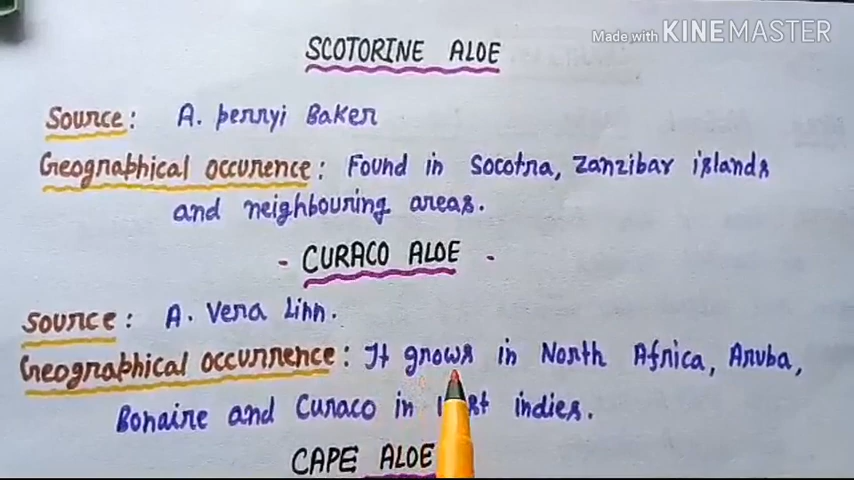 Made with KINEMASTER
SCOTORINE ALOE
Source: A. perryi Baker
Geographical occurence: Found in Socotra, Zanzibar islands
and neighbouring areas.
- CURACO ALOE -
Source: A. Vera Linn.
Geographical occurrence: It grows in North Africa, Aruba,
Bonaire and Curaco in indies.
CAPE ALOE